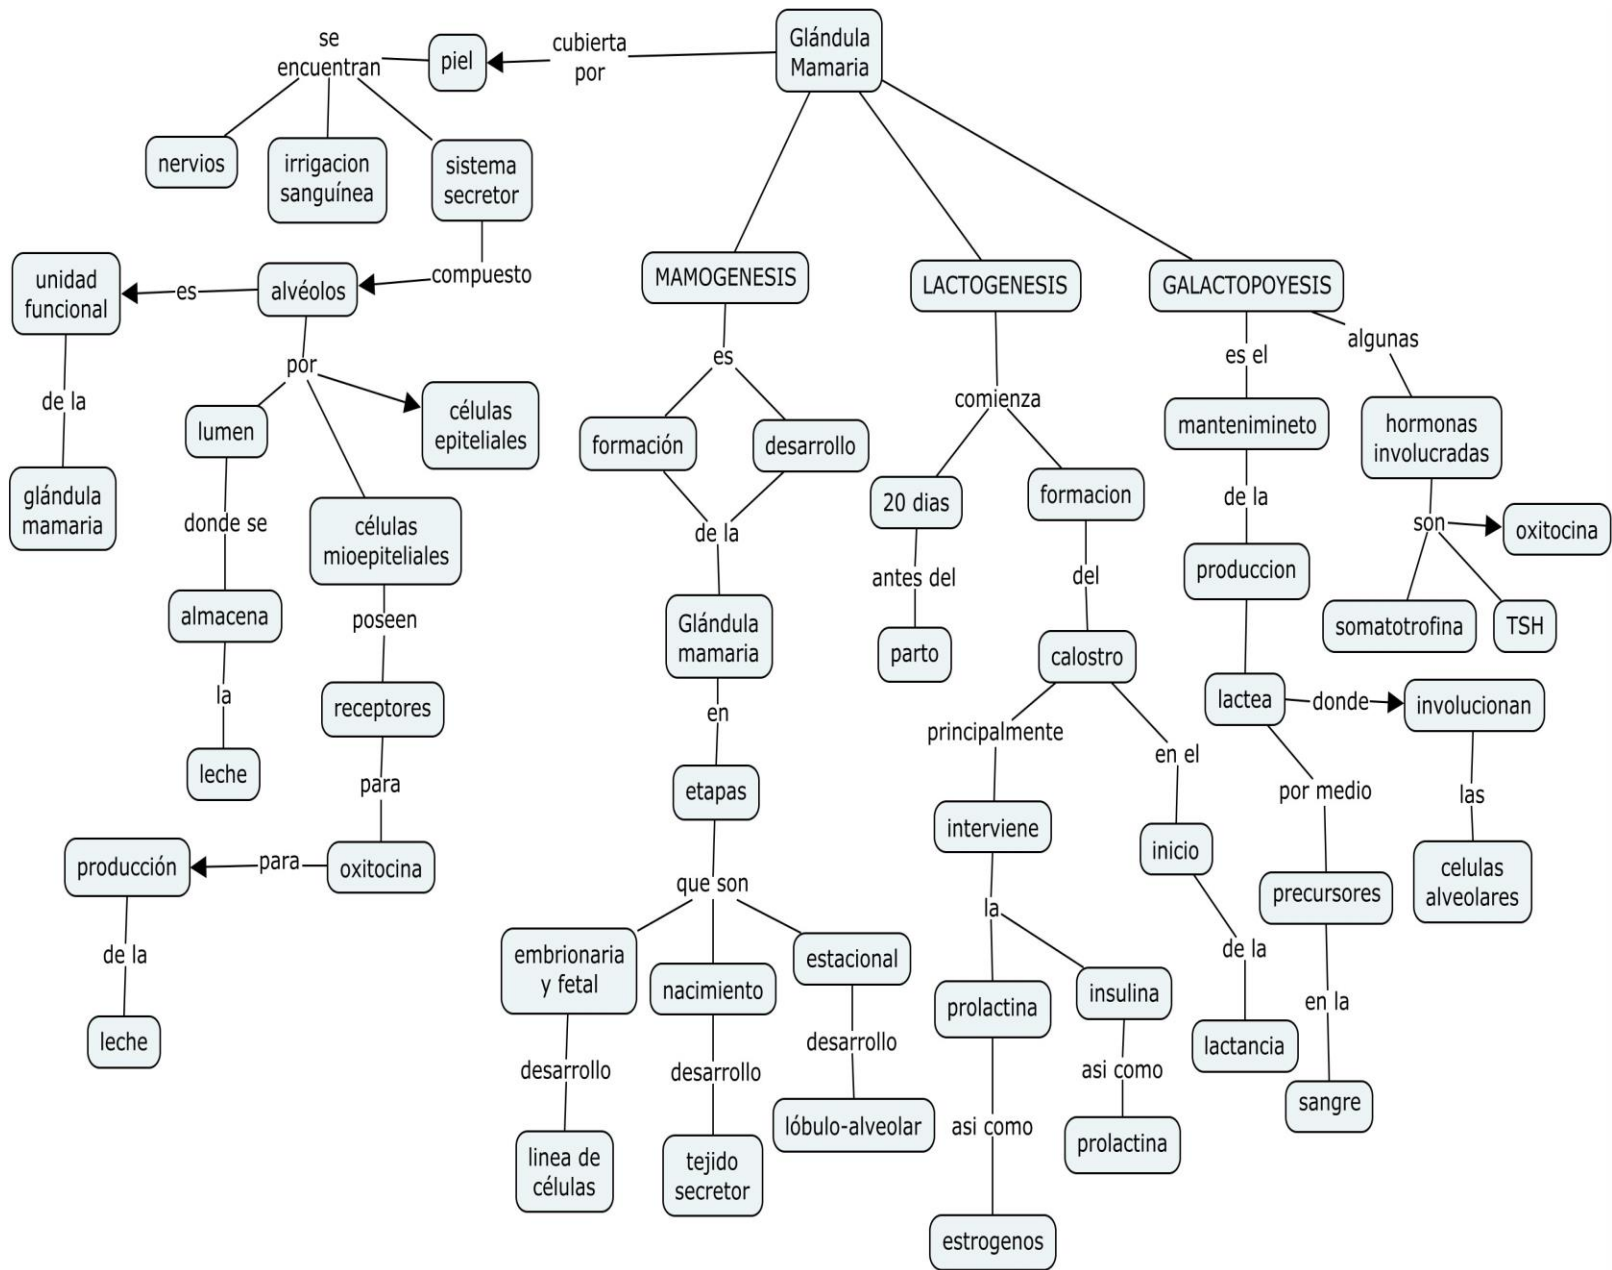 Glándula
Mamaria
cubierta
por
piel
se
encuentran
nervios
irrigacion
sanguínea
sistema
secretor
compuesto
alvéolos
es
unidad
funcional
de la
glándula
mamaria
por
lumen
donde se
almacena
la
leche
células
mioepiteliales
poseen
receptores
para
oxitocina
para
producción
de la
leche
células
epiteliales
MAMOGENESIS
es
formación
desarrollo
de la
Glándula
mamaria
en
etapas
que son
embrionaria
y fetal
desarrollo
linea de
células
nacimiento
desarrollo
tejido
secretor
estacional
desarrollo
lóbulo-alveolar
LACTOGENESIS
comienza
20 dias
antes del
parto
formacion
del
calostro
principalmente
interviene
la
prolactina
asi como
estrogenos
insulina
asi como
prolactina
en el
inicio
de la
lactancia
GALACTOPOYESIS
es el
mantenimineto
de la
produccion
lactea
donde
involucionan
las
celulas
alveolares
por medio
precursores
en la
sangre
algunas
hormonas
involucradas
son
oxitocina
somatotrofina
TSH